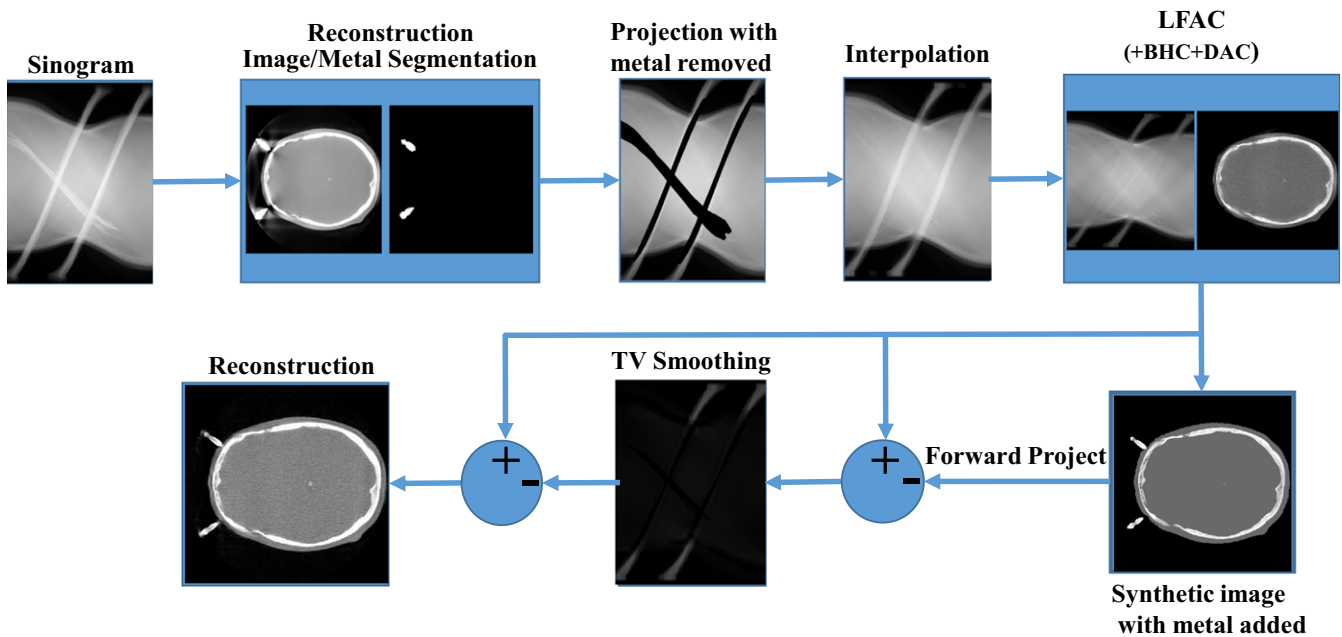 Sinogram
Reconstruction
Image/Metal Segmentation
Projection with
metal removed
Interpolation
LFAC
(+BHC+DAC)
Reconstruction
TV Smoothing
+
-
+
-
Forward Project
Synthetic image
with metal added